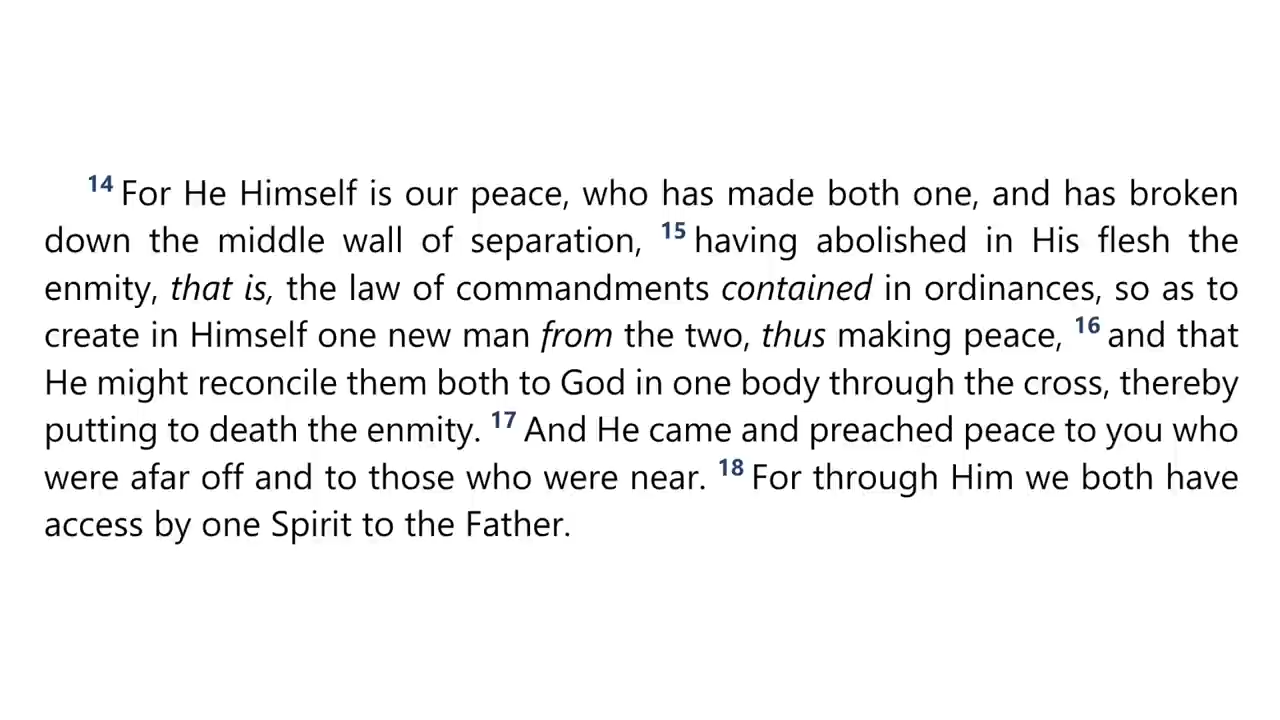 14 For He Himself is our peace, who has made both one, and has broken
down the middle wall of separation, 15 having abolished in His flesh the
enmity, that is, the law of commandments contained in ordinances, so as to
create in Himself one new man from the two, thus making peace, 16 and that
He might reconcile them both to God in one body through the cross, thereby
putting to death the enmity. 17 And He came and preached peace to you who
were afar off and to those who were near. 18 For through Him we both have
access by one Spirit to the Father.